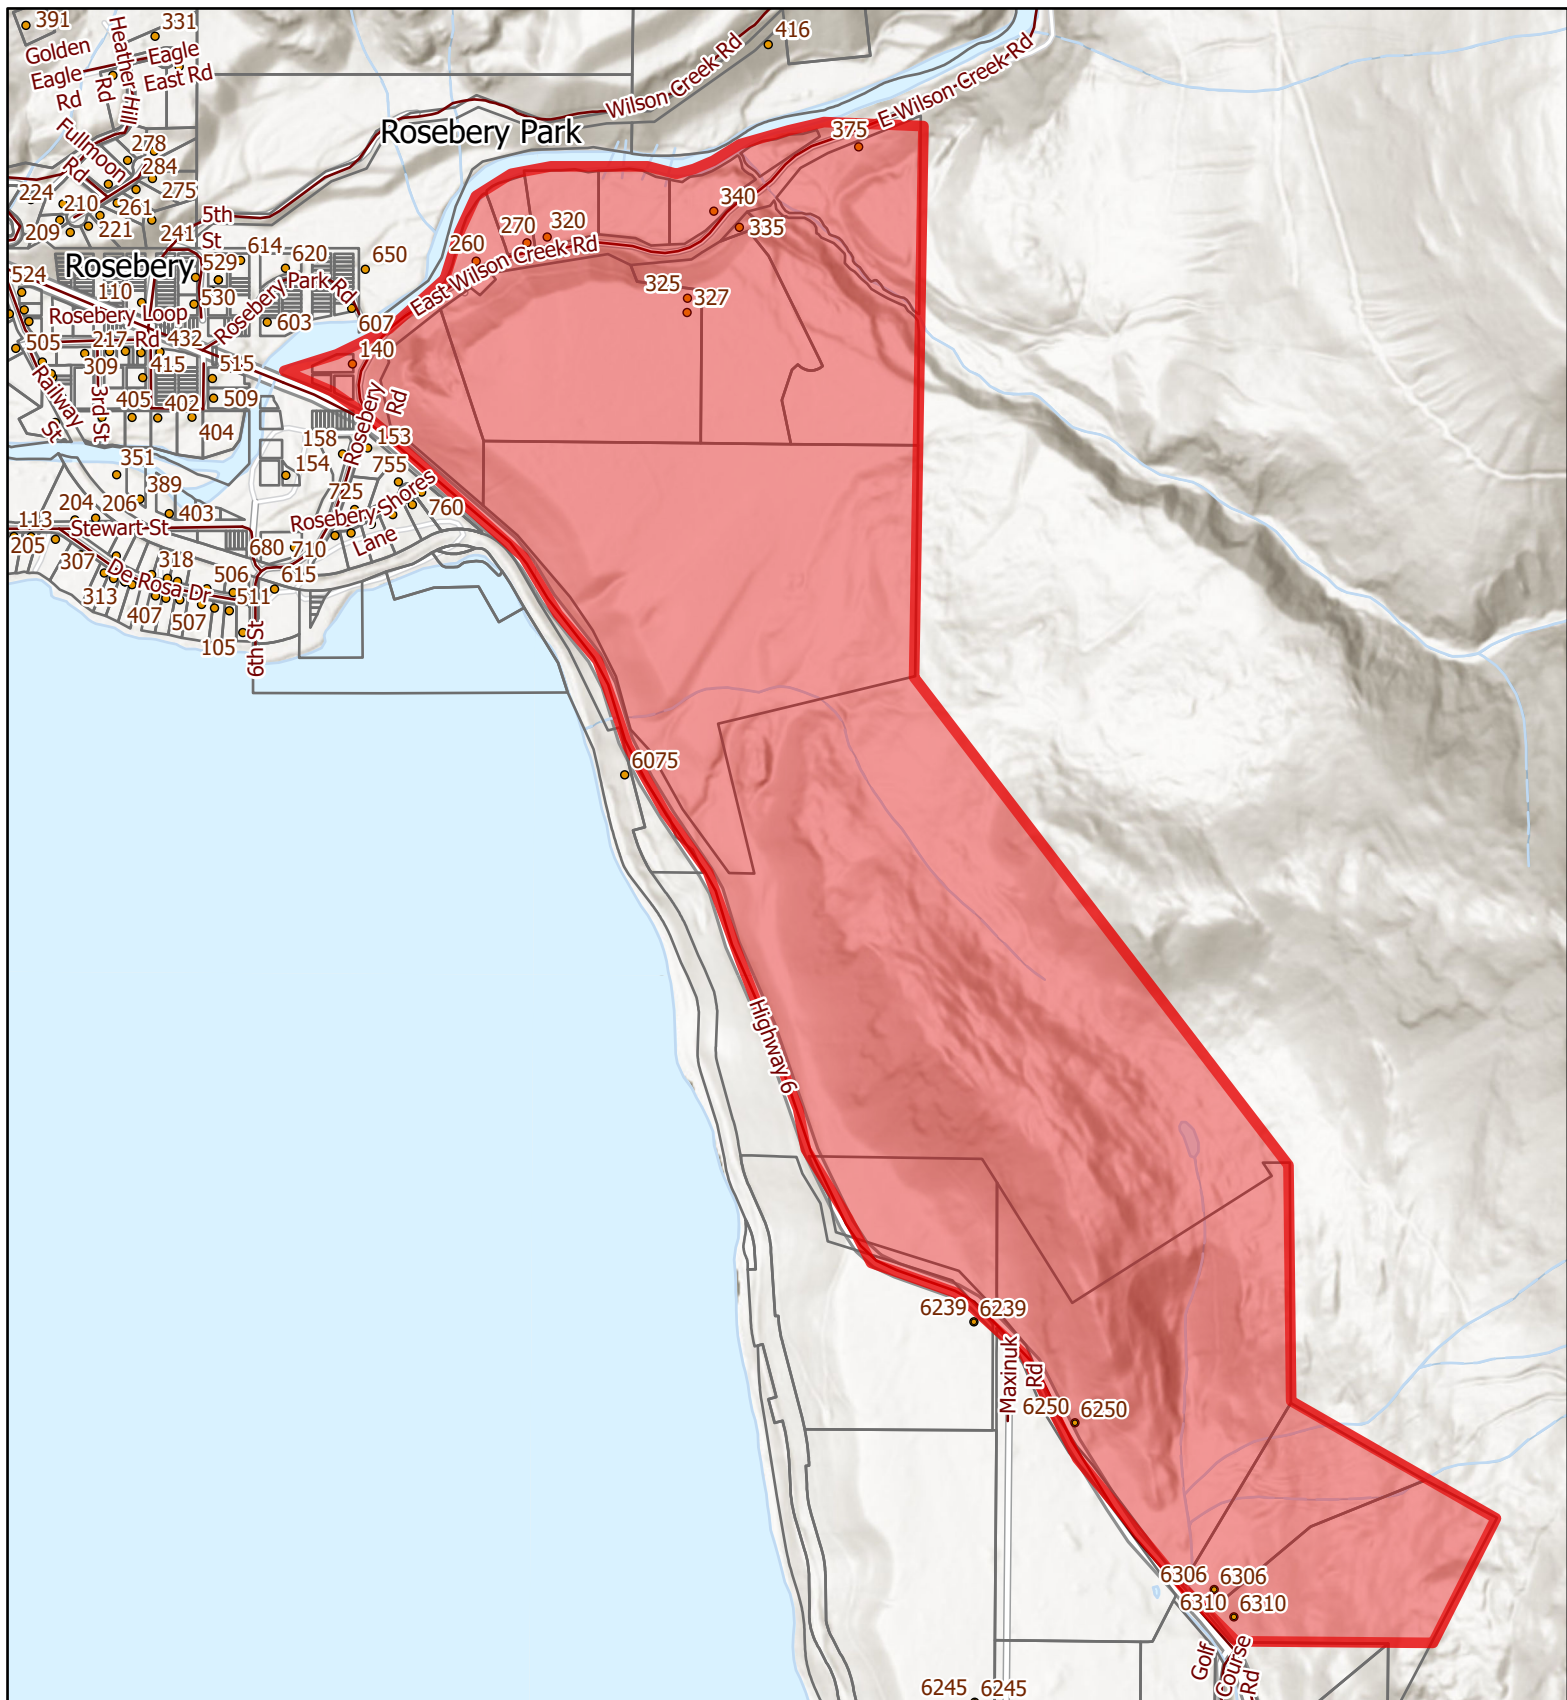 391
331
416
Golden
Eagle
Rd
Heather Hill
Rd
Eagle
East Rd
Wilson Creek Rd
E Wilson Creek Rd
Rosebery Park
375
Fullmoon
Rd
278
284
275
224
210
261
209
221
241
5th
St
340
335
270
320
260
East Wilson Creek Rd
614
620
650
Rosebery
529
524
110
530
Rosebery Park Rd
325
327
Rosebery Loop
Rd
603
607
505
217
432
309
415
515
140
Railway
St
3rd St
405
402
509
404
Rosebery
Rd
158
153
154
755
351
389
725
760
204
206
403
Rosebery Shores
Lane
113
Stewart St
205
680
710
307
318
506
615
De Rosa Dr
313
511
407
507
105
6th St
6075
Highway 6
6239
6239
Maxinuk
Rd
6250
6250
6306
6306
6310
6310
Golf
Course
Rd
6245
6245